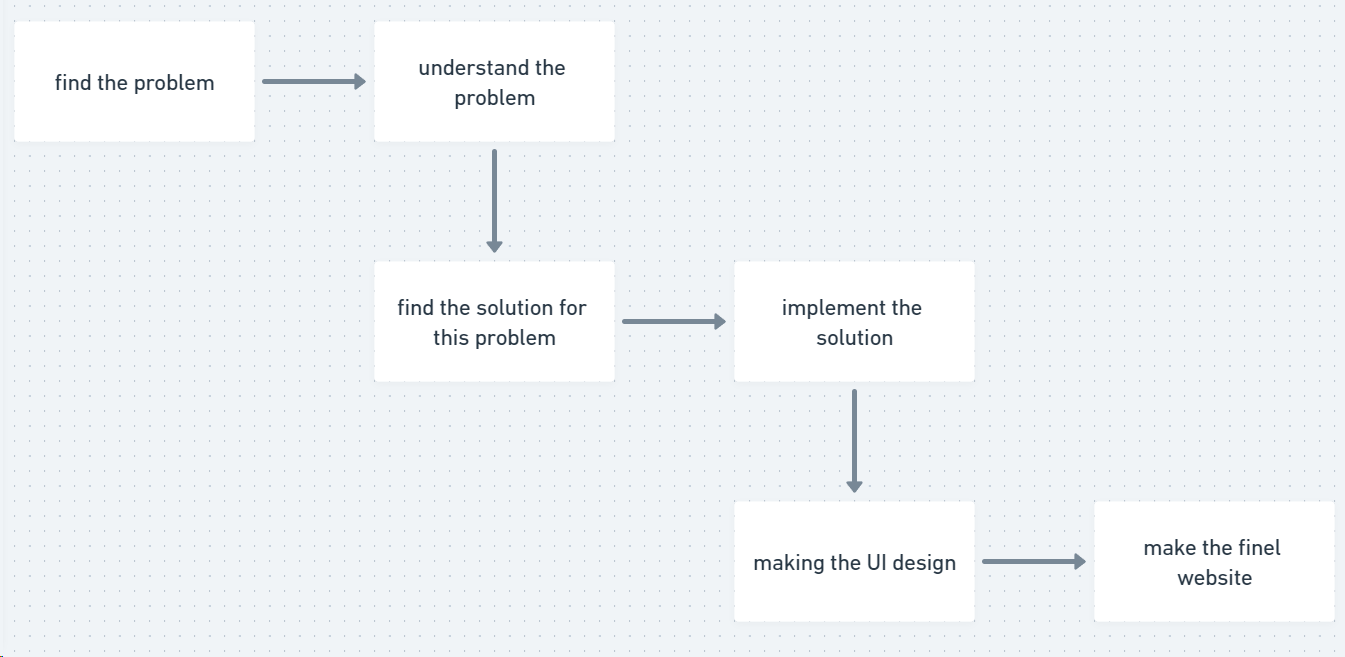 find the problem
understand the
problem
find the solution for
this problem
implement the
solution
making the UI design
make the finel
website